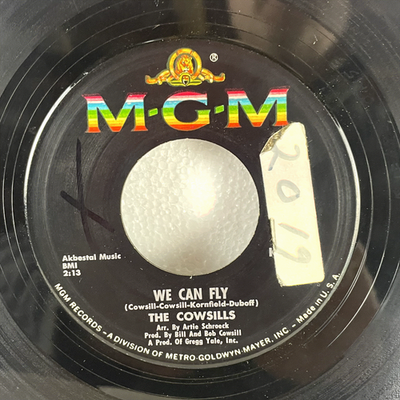 ®
M-G-M
2019
Akbestal Music
BMI
2:13
WE CAN FLY
(Cowsill-Cowsill-Kornfield-Duboff)
THE COWSILLS
Arr. By Artie Schroeck
Prod. By Bill And Bob Cowsill
A Prod. Of Gregg Yale, Inc.
MGM RECORDS – A DIVISION OF METRO-GOLDWYN-MAYER, INC. – Made in U.S.A.